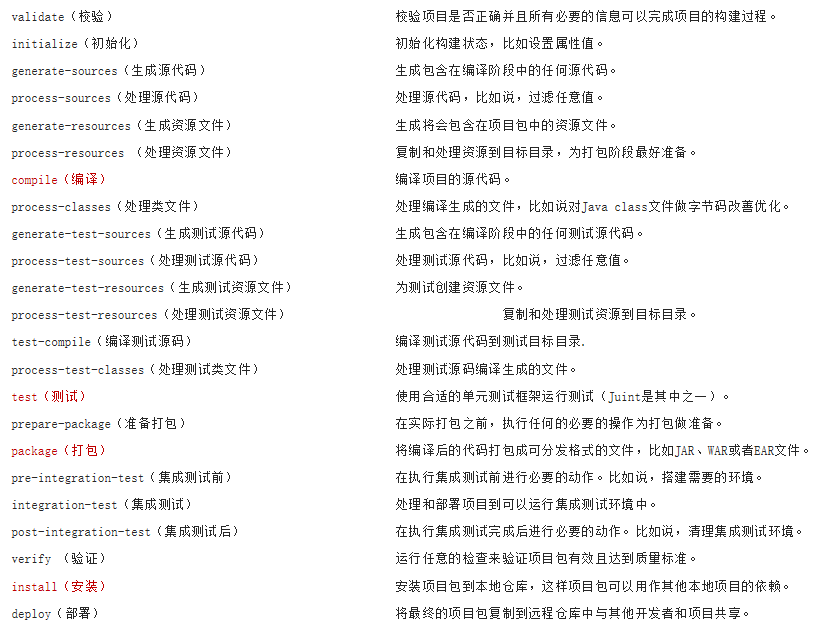 validate（校验） 校验项目是否正确并且所有必要的信息可以完成项目的构建过程。
initialize（初始化） 初始化构建状态，比如设置属性值。
generate-sources（生成源代码） 生成包含在编译阶段中的任何源代码。
process-sources（处理源代码） 处理源代码，比如说，过滤任意值。
generate-resources（生成资源文件） 生成将会包含在项目包中的资源文件。
process-resources （处理资源文件） 复制和处理资源到目标目录，为打包阶段最好准备。
compile（编译） 编译项目的源代码。
process-classes（处理类文件） 处理编译生成的文件，比如说对Java class文件做字节码改善优化。
generate-test-sources（生成测试源代码） 生成包含在编译阶段中的任何测试源代码。
process-test-sources（处理测试源代码） 处理测试源代码，比如说，过滤任意值。
generate-test-resources（生成测试资源文件） 为测试创建资源文件。
process-test-resources（处理测试资源文件） 复制和处理测试资源到目标目录。
test-compile（编译测试源码） 编译测试源代码到测试目标目录.
process-test-classes（处理测试类文件） 处理测试源码编译生成的文件。
test（测试） 使用合适的单元测试框架运行测试（Juint是其中之一）。
prepare-package（准备打包） 在实际打包之前，执行任何的必要的操作为打包做准备。
package（打包） 将编译后的代码打包成可分发格式的文件，比如JAR、WAR或者EAR文件。
pre-integration-test（集成测试前） 在执行集成测试前进行必要的动作。比如说，搭建需要的环境。
integration-test（集成测试） 处理和部署项目到可以运行集成测试环境中。
post-integration-test（集成测试后） 在执行集成测试完成后进行必要的动作。比如说，清理集成测试环境。
verify （验证） 运行任意的检查来验证项目包有效且达到质量标准。
install（安装） 安装项目包到本地仓库，这样项目包可以用作其他本地项目的依赖。
deploy（部署） 将最终的项目包复制到远程仓库中与其他开发者和项目共享。